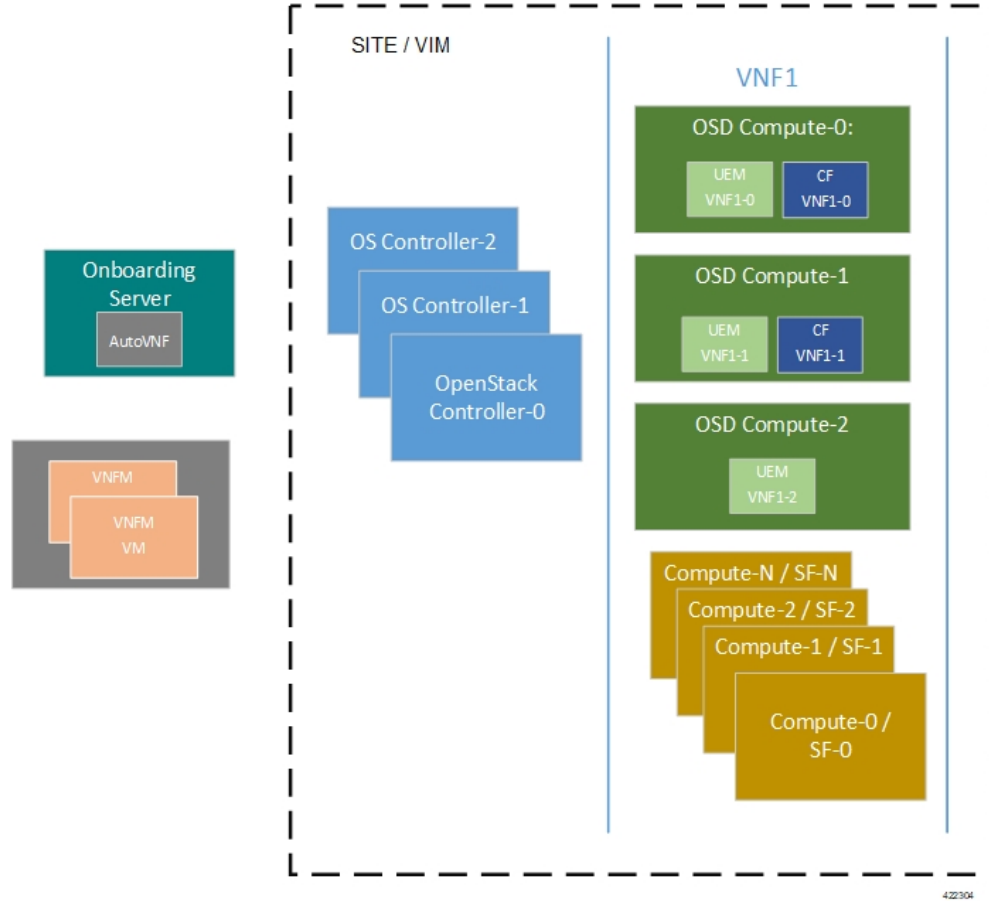 SITE / VIM
VNF1
OSD Compute-0:
UEM
VNF1-0
CF
VNF1-0
OS Controller-2
OS Controller-1
OpenStack
Controller-0
Onboarding
Server
AutoVNF
OSD Compute-1
UEM
VNF1-1
CF
VNF1-1
OSD Compute-2
UEM
VNF1-2
VNFM
VNFM
VM
Compute-N / SF-N
Compute-2 / SF-2
Compute-1 / SF-1
Compute-0 /
SF-0
422304